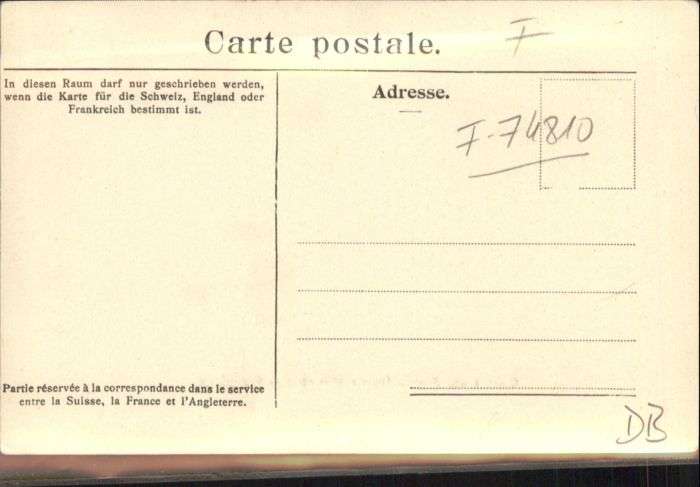 F
Carte postale.
In diesen Raum darf nur geschrieben werden,
wenn die Karte für die Schweiz, England oder
Frankreich bestimmt ist.
Adresse.
F-74810
Partie réservée à la correspondance dans le service
entre la Suisse, la France et l'Angleterre.
DB